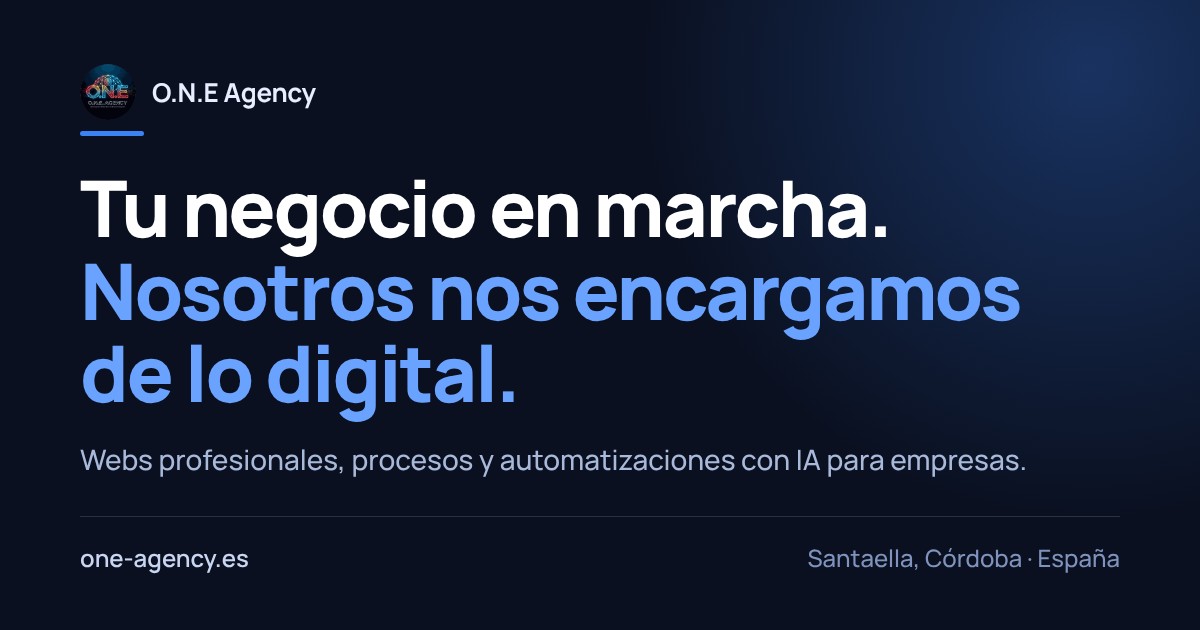 O.N.E
O.N.E. AGENCY
O.N.E Agency
Tu negocio en marcha.
Nosotros nos encargamos
de lo digital.
Webs profesionales, procesos y automatizaciones con IA para empresas.
one-agency.es
Santaella, Córdoba · España